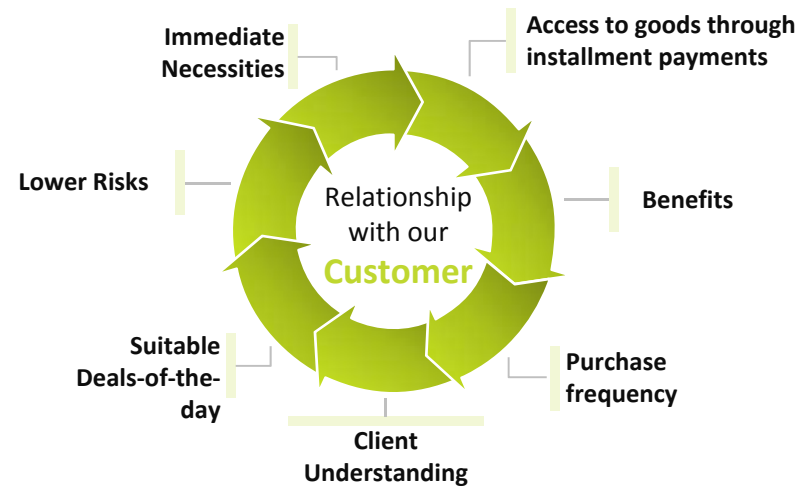 Immediate
Necessities
Access to goods through
installment payments
Lower Risks
Relationship
with our
Customer
Benefits
Suitable
Deals-of-the-
day
Purchase
frequency
Client
Understanding